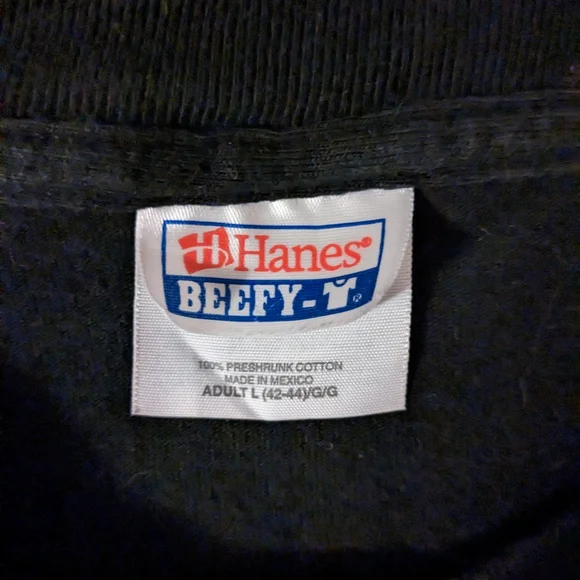 Hanes®
BEEFY-T®
100% PRESHRUNK COTTON
MADE IN MEXICO
ADULT L (42-44)/G/G